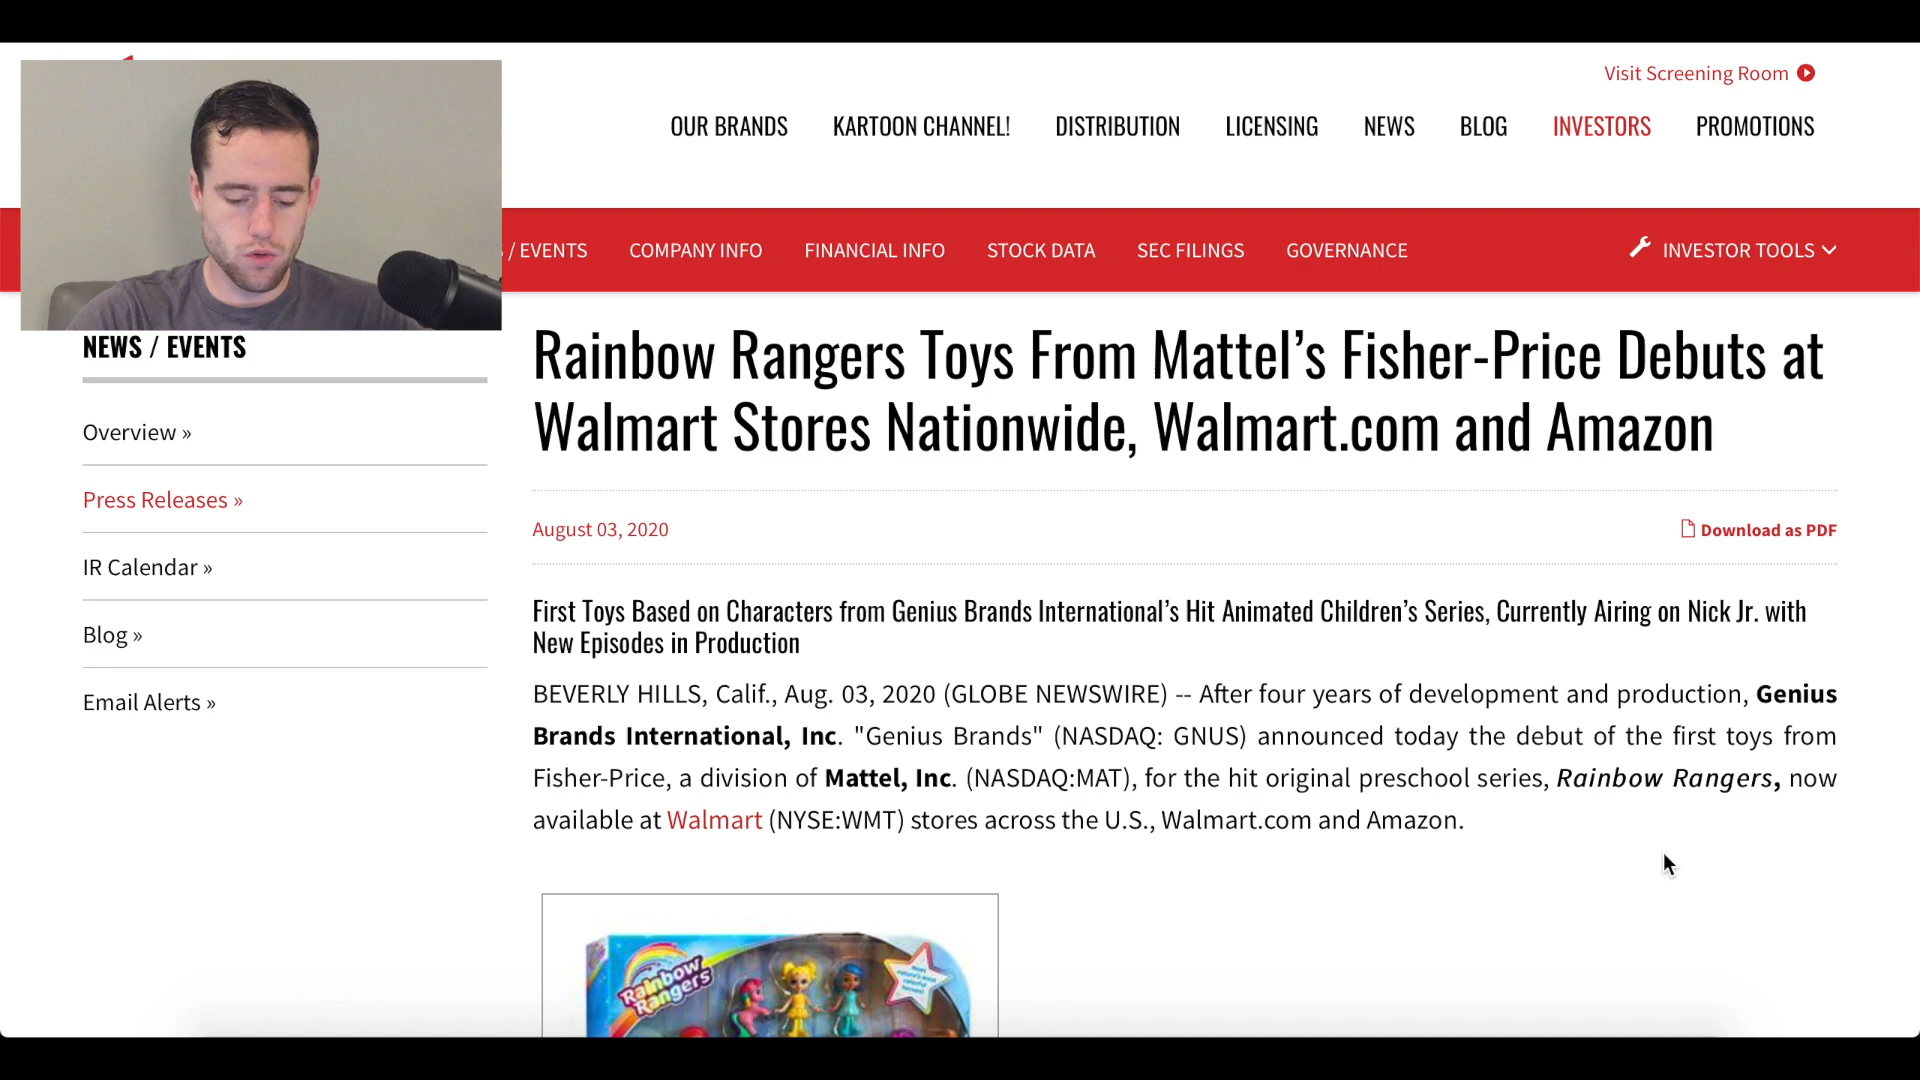 Visit Screening Room
OUR BRANDS KARTOON CHANNEL! DISTRIBUTION LICENSING NEWS BLOG INVESTORS PROMOTIONS
/ EVENTS COMPANY INFO FINANCIAL INFO STOCK DATA SEC FILINGS GOVERNANCE INVESTOR TOOLS
NEWS / EVENTS
Overview »
Press Releases »
IR Calendar »
Blog »
Email Alerts »
Rainbow Rangers Toys From Mattel’s Fisher-Price Debuts at
Walmart Stores Nationwide, Walmart.com and Amazon
August 03, 2020
Download as PDF
First Toys Based on Characters from Genius Brands International’s Hit Animated Children’s Series, Currently Airing on Nick Jr. with
New Episodes in Production
BEVERLY HILLS, Calif., Aug. 03, 2020 (GLOBE NEWSWIRE) -- After four years of development and production, Genius
Brands International, Inc. "Genius Brands" (NASDAQ: GNUS) announced today the debut of the first toys from
Fisher-Price, a division of Mattel, Inc. (NASDAQ:MAT), for the hit original preschool series, Rainbow Rangers, now
available at Walmart (NYSE:WMT) stores across the U.S., Walmart.com and Amazon.
Rainbow
Rangers